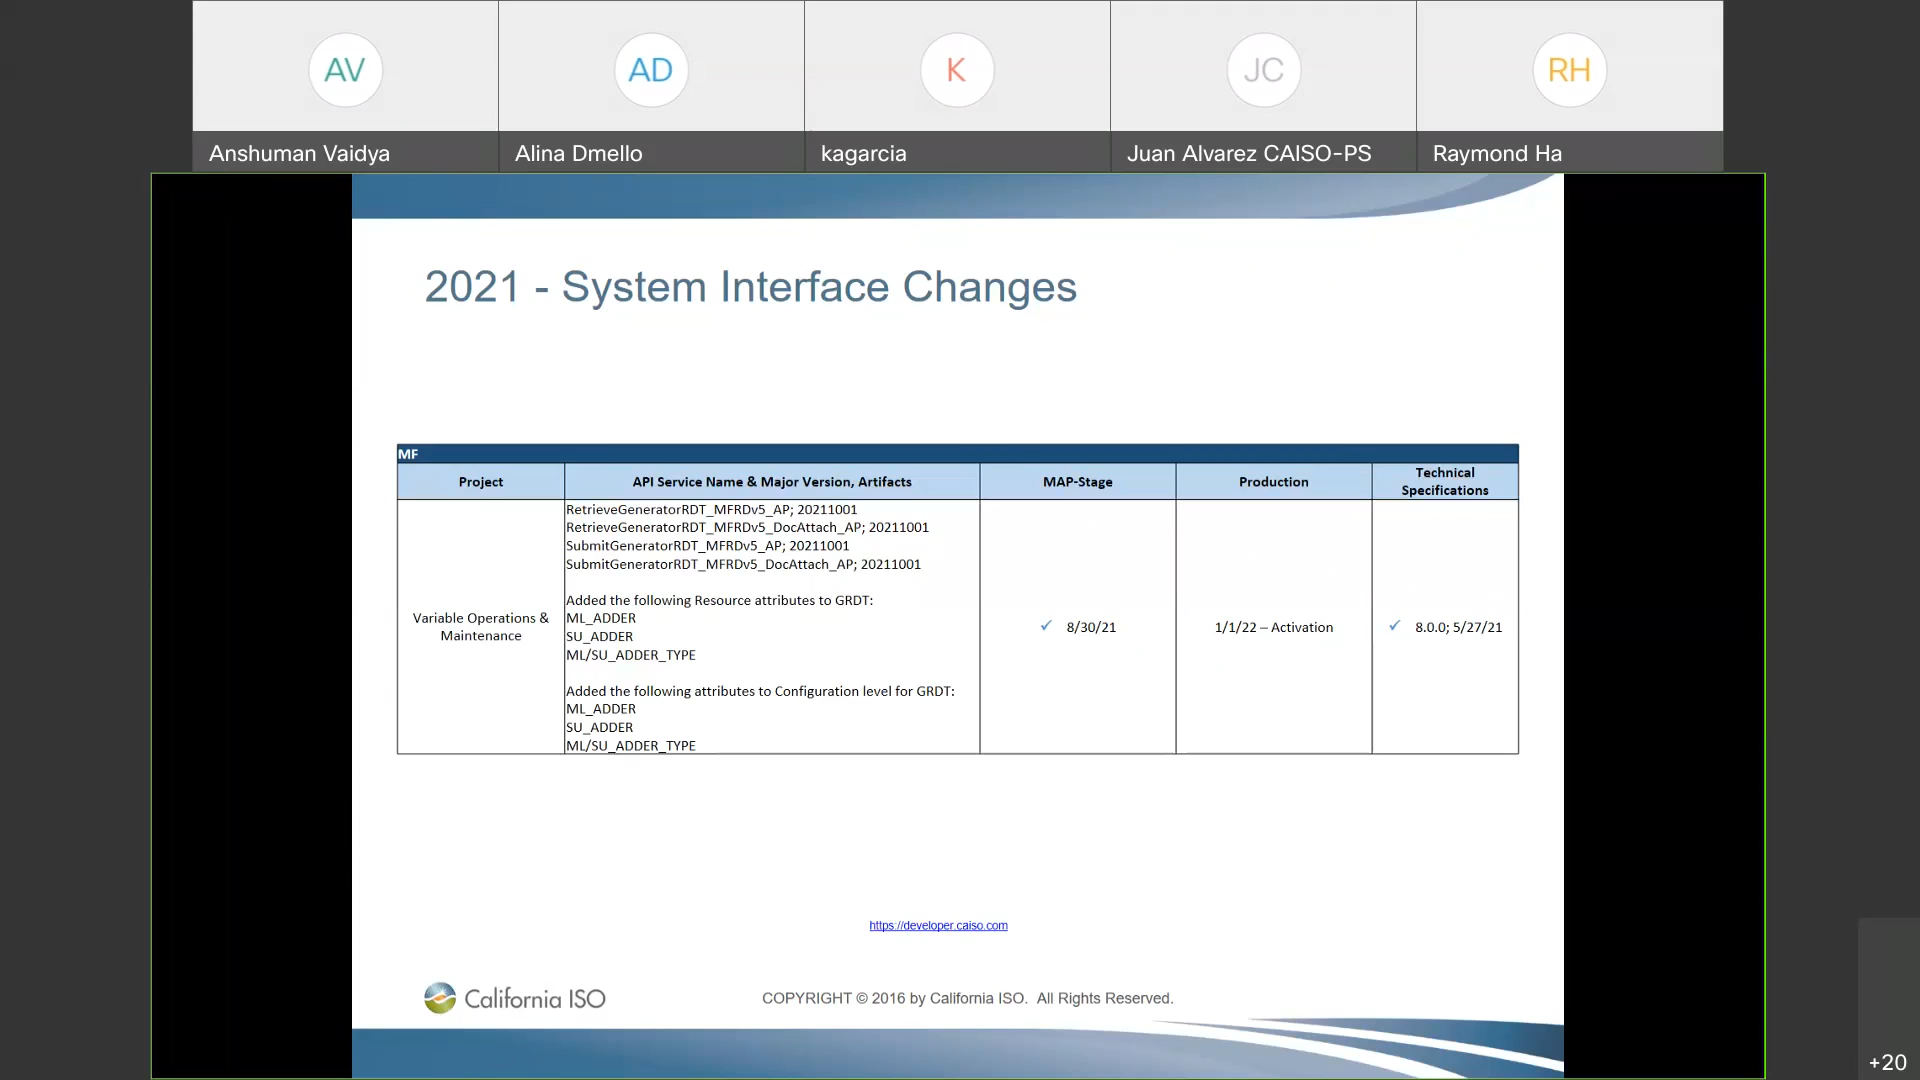 AV
AD
K
JC
RH
Anshuman Vaidya
Alina Dmello
kagarcia
Juan Alvarez CAISO-PS
Raymond Ha
2021 - System Interface Changes
MF
Project
API Service Name & Major Version, Artifacts
MAP-Stage
Production
Technical
Specifications
Variable Operations &
Maintenance
RetrieveGeneratorRDT_MFRDv5_AP; 20211001
RetrieveGeneratorRDT_MFRDv5_DocAttach_AP; 20211001
SubmitGeneratorRDT_MFRDv5_AP; 20211001
SubmitGeneratorRDT_MFRDv5_DocAttach_AP; 20211001
Added the following Resource attributes to GRDT:
ML_ADDER
SU_ADDER
ML/SU_ADDER_TYPE
Added the following attributes to Configuration level for GRDT:
ML_ADDER
SU_ADDER
ML/SU_ADDER_TYPE
✓ 8/30/21
1/1/22 – Activation
✓ 8.0.0; 5/27/21
https://developer.caiso.com
California ISO
COPYRIGHT © 2016 by California ISO. All Rights Reserved.
+20